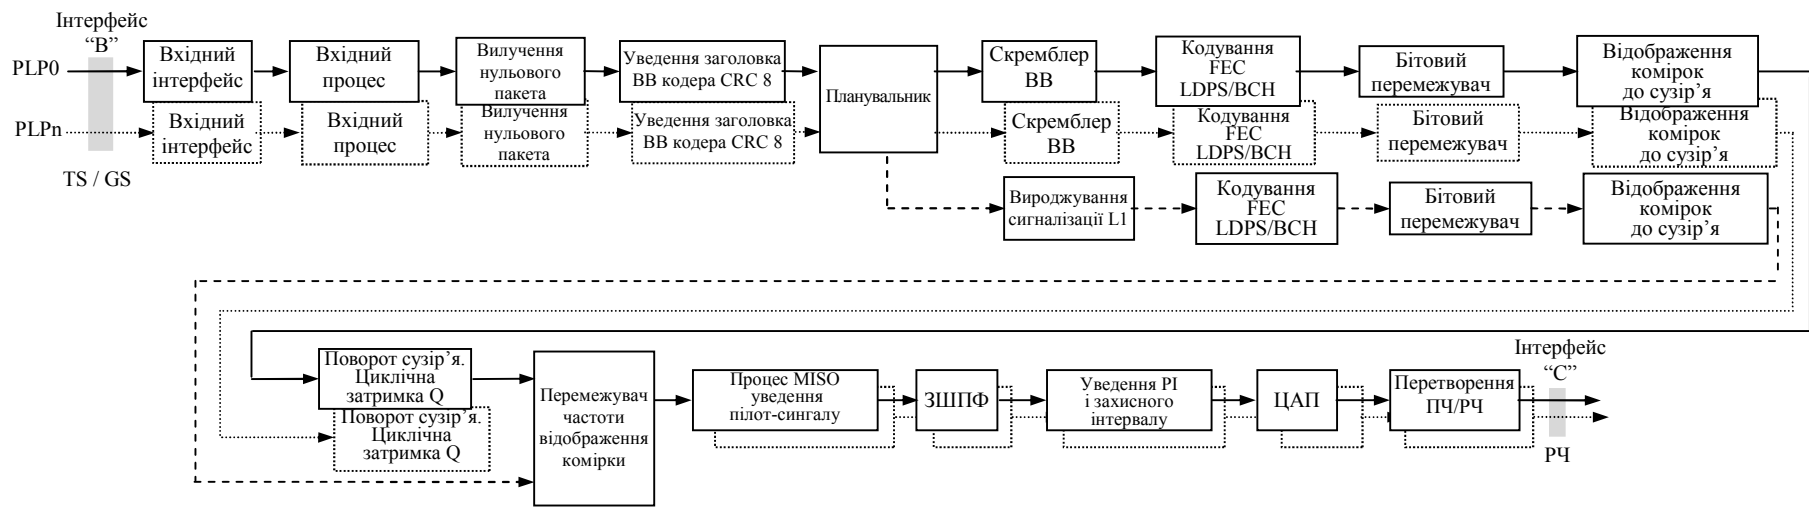 Інтерфейс
“В”
PLP0
PLPn
TS / GS
Вхідний
інтерфейс
Вхідний
процес
Вилучення
нульового
пакета
Уведення заголовка
ВВ кодера CRC 8
Вхідний
інтерфейс
Вхідний
процес
Вилучення
нульового
пакета
Уведення заголовка
ВВ кодера CRC 8
Планувальник
Скремблер
ВВ
Кодування
FEC
LDPS/BCH
Бітовий
перемежувач
Відображення
комірок
до сузір’я
Скремблер
ВВ
Кодування
FEC
LDPS/BCH
Бітовий
перемежувач
Відображення
комірок
до сузір’я
Вироджування
сигналізації L1
Кодування
FEC
LDPS/BCH
Бітовий
перемежувач
Відображення
комірок
до сузір’я
Поворот сузір’я.
Циклічна
затримка Q
Поворот сузір’я.
Циклічна
затримка Q
Перемежувач
частоти
відображення
комірки
Процес MISO
уведення
пілот-сингалу
ЗШПФ
Уведення PI
і захисного
інтервалу
ЦАП
Перетворення
ПЧ/РЧ
Інтерфейс
“С”
РЧ